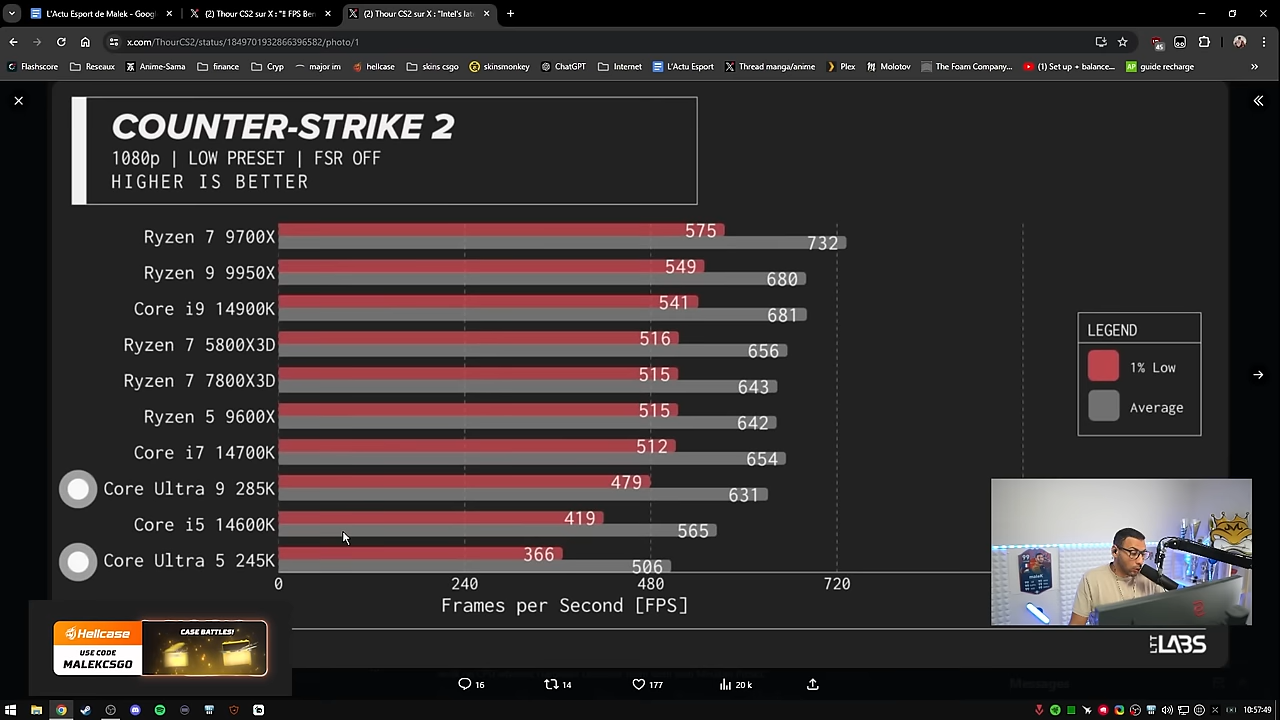 L'Actu Esport de Malek - Googl
(2) Thour CS2 sur X : "‼ FPS Ben
(2) Thour CS2 sur X : "Intel's lat
x.com/ThourCS2/status/1849701932866396582/photo/1
45
Flashscore
Reseaux
Anime-Sama
finance
Cryp
major im
hellcase
skins csgo
skinsmonkey
ChatGPT
Internet
L'Actu Esport
Thread manga/anime
Plex
Molotov
The Foam Company...
(1) Set up + balance...
guide recharge
COUNTER-STRIKE 2
1080p | LOW PRESET | FSR OFF
HIGHER IS BETTER
Ryzen 7 9700X 575 732
Ryzen 9 9950X 549 680
Core i9 14900K 541 681
Ryzen 7 5800X3D 516 656
Ryzen 7 7800X3D 515 643
Ryzen 5 9600X 515 642
Core i7 14700K 512 654
Core Ultra 9 285K 479 631
Core i5 14600K 419 565
Core Ultra 5 245K 366 506
0 240 480 720
Frames per Second [FPS]
LEGEND
1% Low
Average
99
Hellcase
USE CODE
MALEKCSGO
CASE BATTLES!
LTT LABS
16
14
177
20 k
Messages
10:57:49